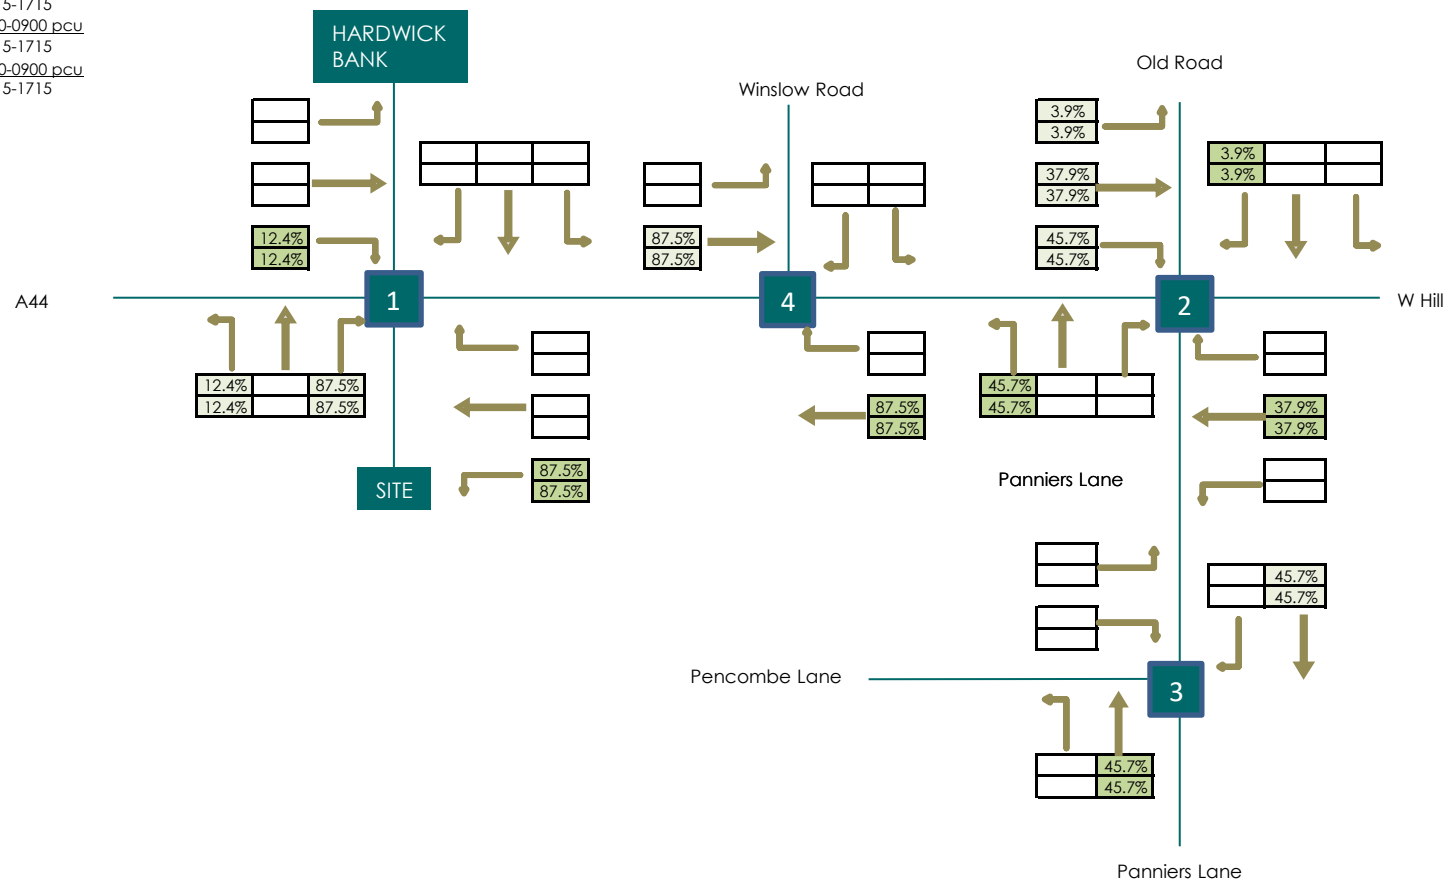 5-1715
0-0900 pcu
5-1715
0-0900 pcu
5-1715
HARDWICK
BANK
Winslow Road
Old Road
3.9%
3.9%
3.9%
3.9%
37.9%
37.9%
12.4%
12.4%
87.5%
87.5%
45.7%
45.7%
A44
1
4
2
W Hill
12.4% 87.5%
12.4% 87.5%
45.7%
45.7%
87.5%
87.5%
37.9%
37.9%
87.5%
87.5%
SITE
Panniers Lane
45.7%
45.7%
Pencombe Lane
3
45.7%
45.7%
Panniers Lane